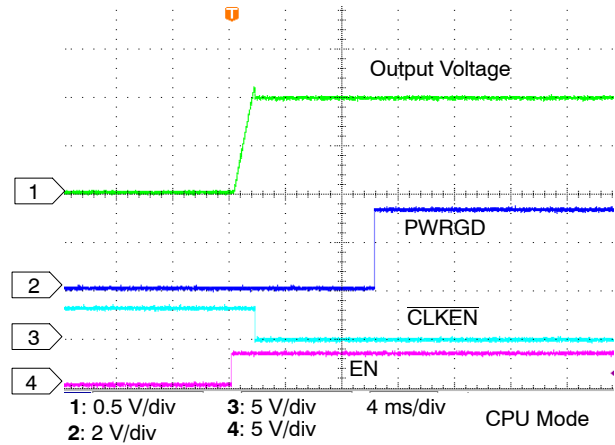 T
Output Voltage
1
PWRGD
2
CLKEN
3
EN
4
1: 0.5 V/div 3: 5 V/div 4 ms/div
2: 2 V/div 4: 5 V/div CPU Mode